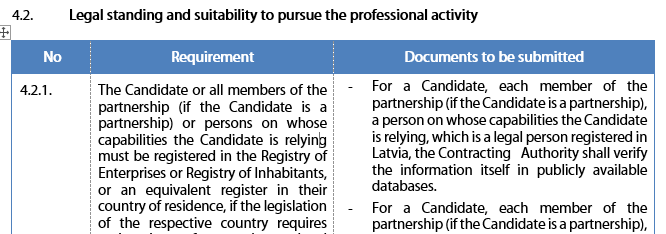 4.2. Legal standing and suitability to pursue the professional activity
No Requirement Documents to be submitted
4.2.1. The Candidate or all members of the
partnership (if the Candidate is a
partnership) or persons on whose
capabilities the Candidate is relying
must be registered in the Registry of
Enterprises or Registry of Inhabitants,
or an equivalent register in their
country of residence, if the legislation
of the respective country requires
- For a Candidate, each member of the
partnership (if the Candidate is a partnership),
a person on whose capabilities the Candidate
is relying, which is a legal person registered in
Latvia, the Contracting Authority shall verify
the information itself in publicly available
databases.
- For a Candidate, each member of the
partnership (if the Candidate is a partnership),